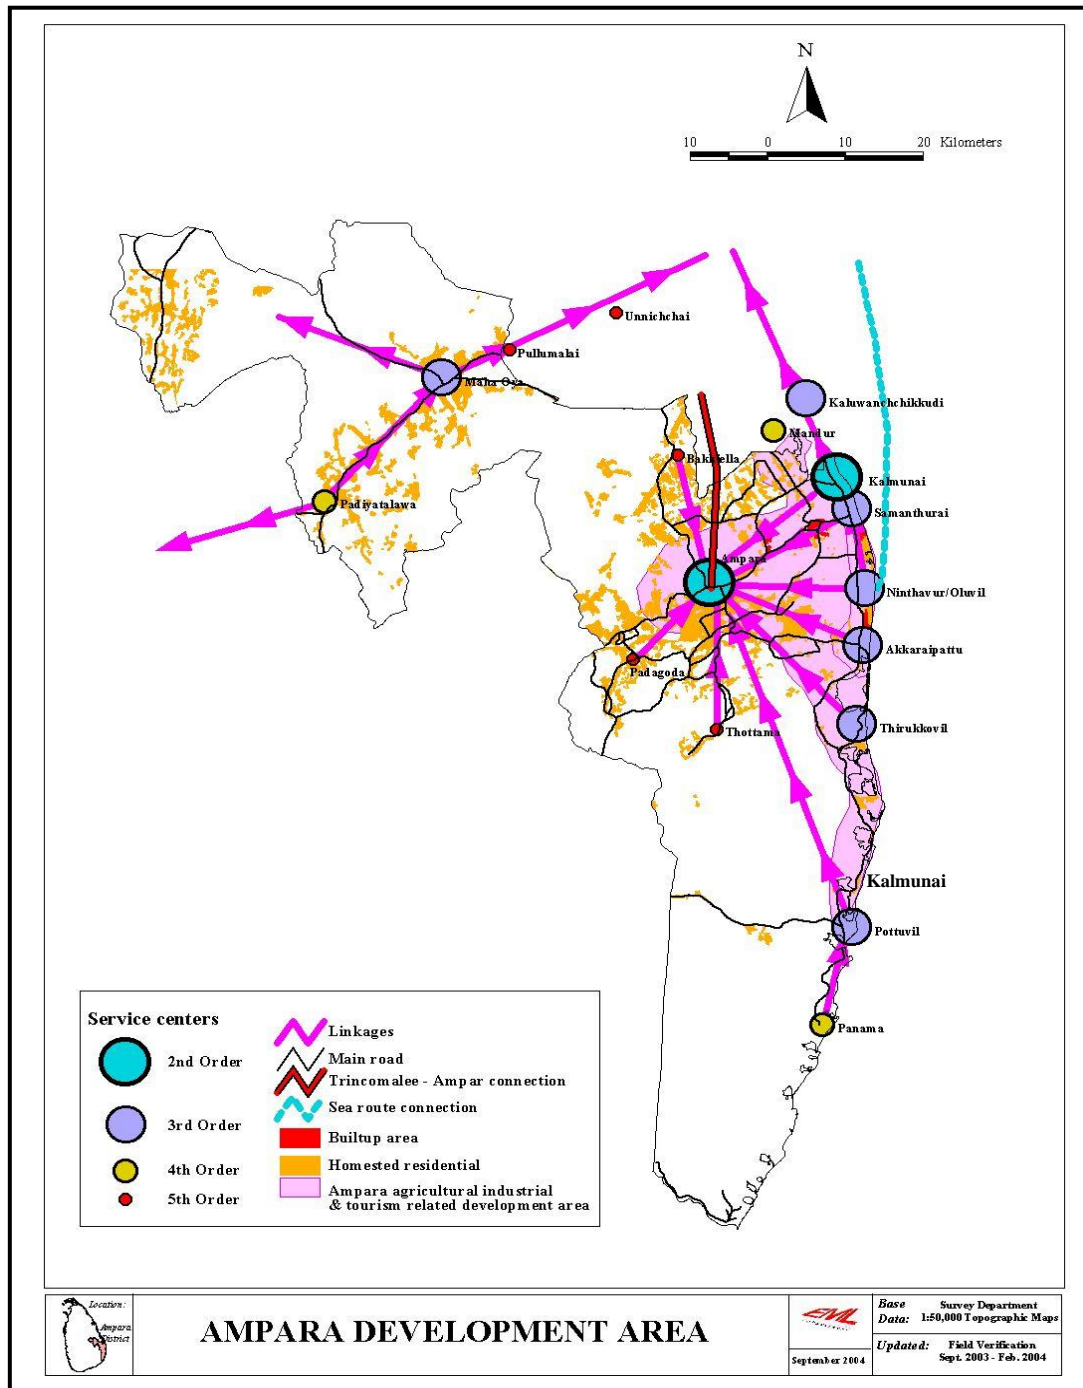 N
10 0 10 20 Kilometers
Unnichchai
Pullumalai
Maha Oya
Kaluwanchchikkudi
Mandur
Bakkiella
Kalmunai
Padiyatalawa
Samanthurai
Ampara
Ninthavur/Oluvil
Akkaraipattu
Padagoda
Thirukkovil
Thottama
Kalmunai
Pottuvil
Panama
Service centers
2nd Order
3rd Order
4th Order
5th Order
Linkages
Main road
Trincomalee - Ampar connection
Sea route connection
Builtup area
Homested residential
Ampara agricultural industrial
& tourism related development area
Location:
Ampara
District
AMPARA DEVELOPMENT AREA
EML
September 2004
Base Data: Survey Department
1:50,000 Topographic Maps
Updated: Field Verification
Sept. 2003 - Feb. 2004